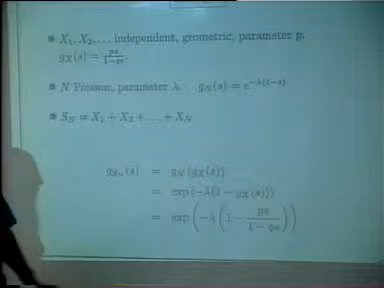 • X₁, X₂, … independent, geometric, parameter p.
g_X(s) = ps/(1−qs).
• N Poisson, parameter λ. g_N(s) = e^{−λ(1−s)}
• S_N = X₁ + X₂ + … + X_N
g_{S_N}(s) = g_N(g_X(s))
= exp(−λ(1 − g_X(s)))
= exp(−λ(1 − ps/(1 − qs)))